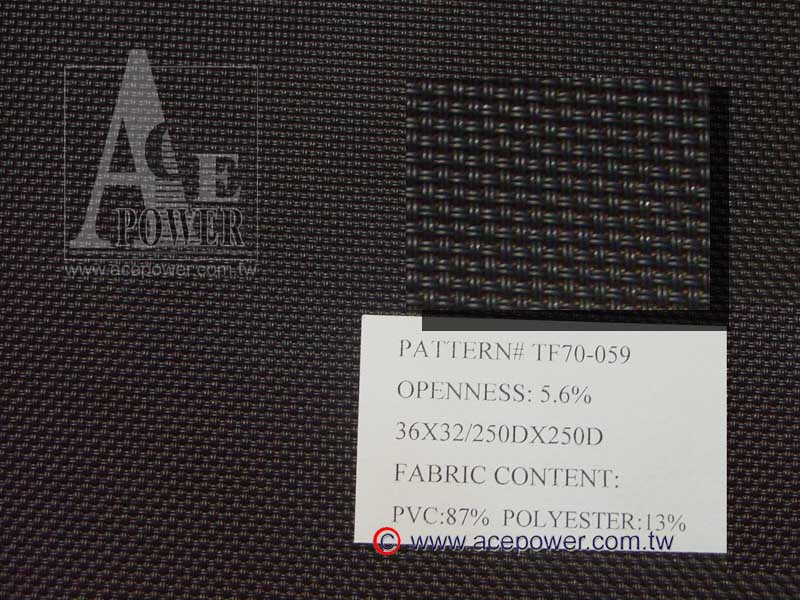 ACE
POWER
www.acepower.com.tw
PATTERN# TF70-059
OPENNESS: 5.6%
36X32/250DX250D
FABRIC CONTENT:
PVC:87% POLYESTER:13%
© www.acepower.com.tw